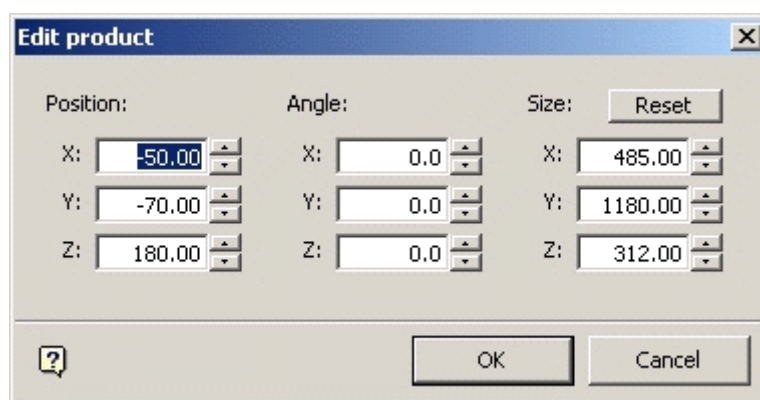 Edit product
Position: Angle: Size: Reset
X: -50.00 X: 0.0 X: 485.00
Y: -70.00 Y: 0.0 Y: 1180.00
Z: 180.00 Z: 0.0 Z: 312.00
? OK Cancel